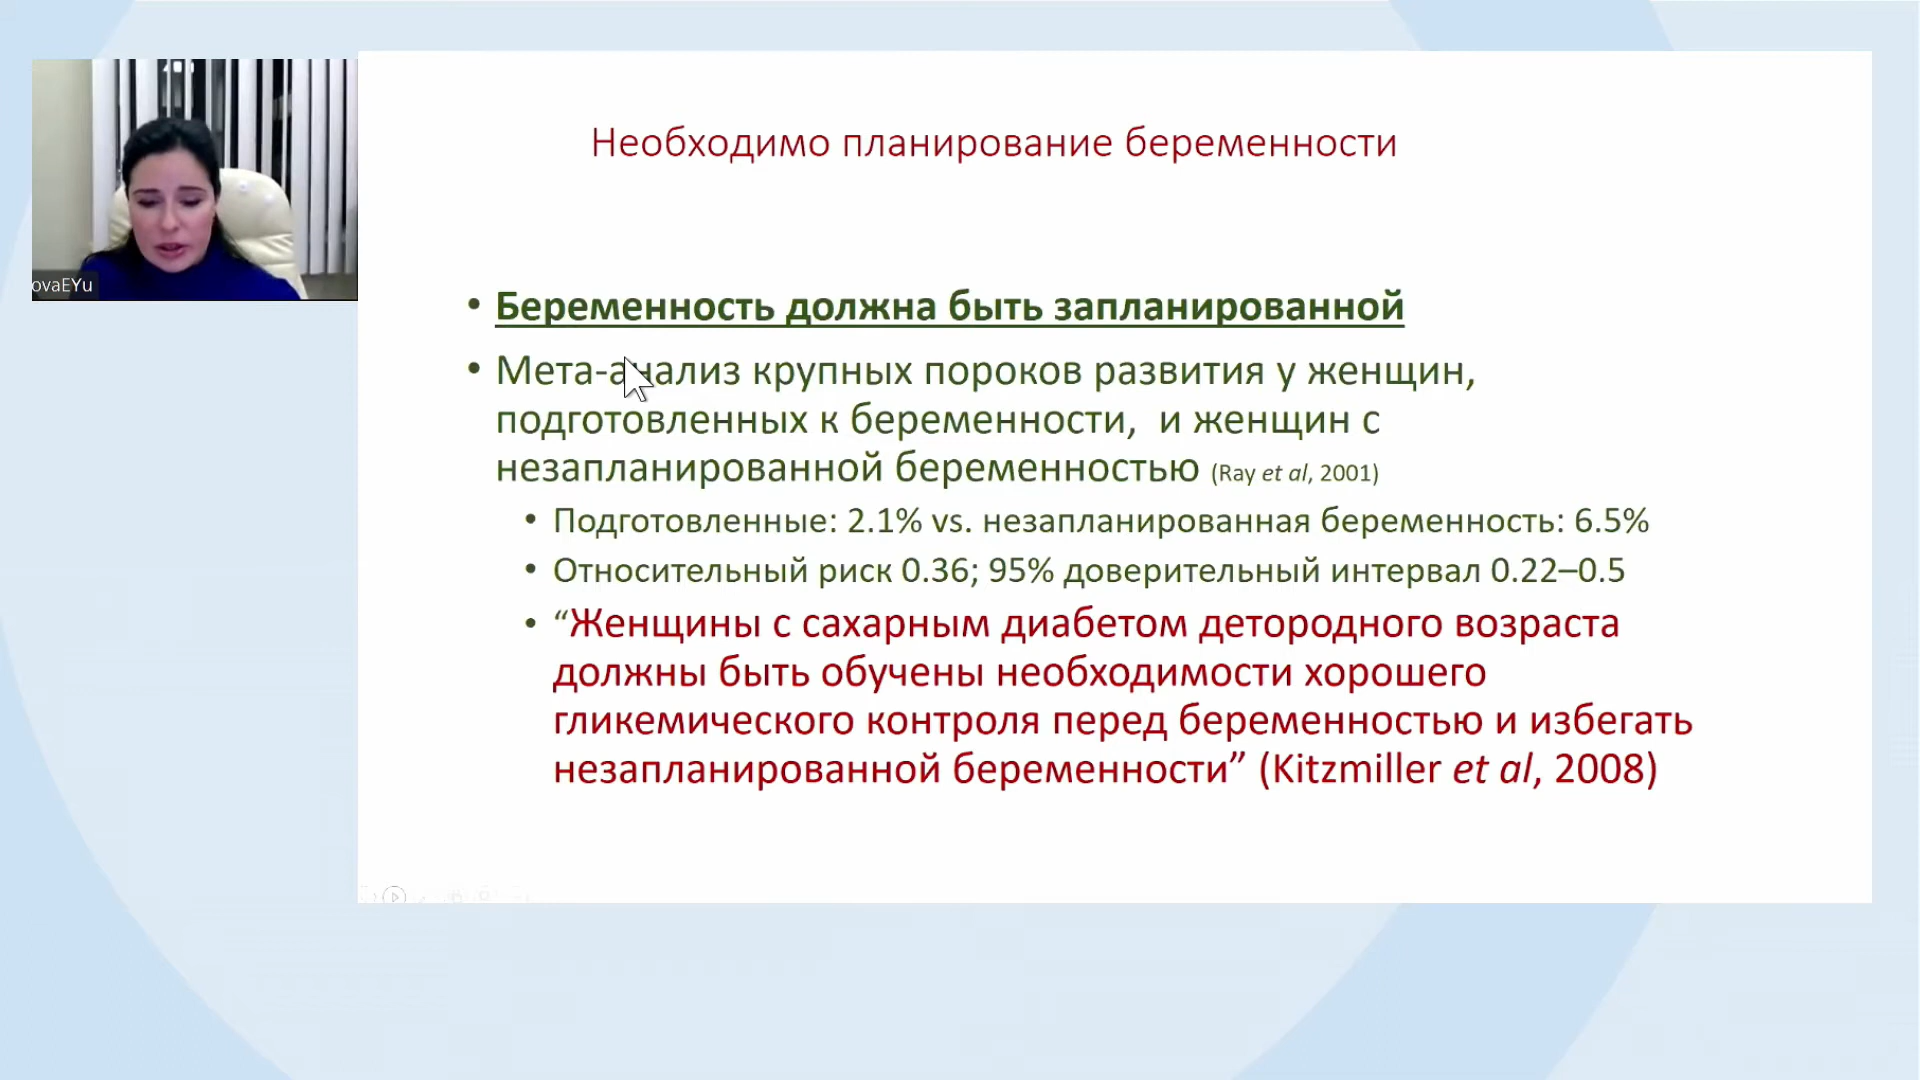 Необходимо планирование беременности
ovaEYu
• Беременность должна быть запланированной
• Мета-анализ крупных пороков развития у женщин,
подготовленных к беременности, и женщин с
незапланированной беременностью (Ray et al, 2001)
• Подготовленные: 2.1% vs. незапланированная беременность: 6.5%
• Относительный риск 0.36; 95% доверительный интервал 0.22–0.5
• “Женщины с сахарным диабетом детородного возраста
должны быть обучены необходимости хорошего
гликемического контроля перед беременностью и избегать
незапланированной беременности” (Kitzmiller et al, 2008)